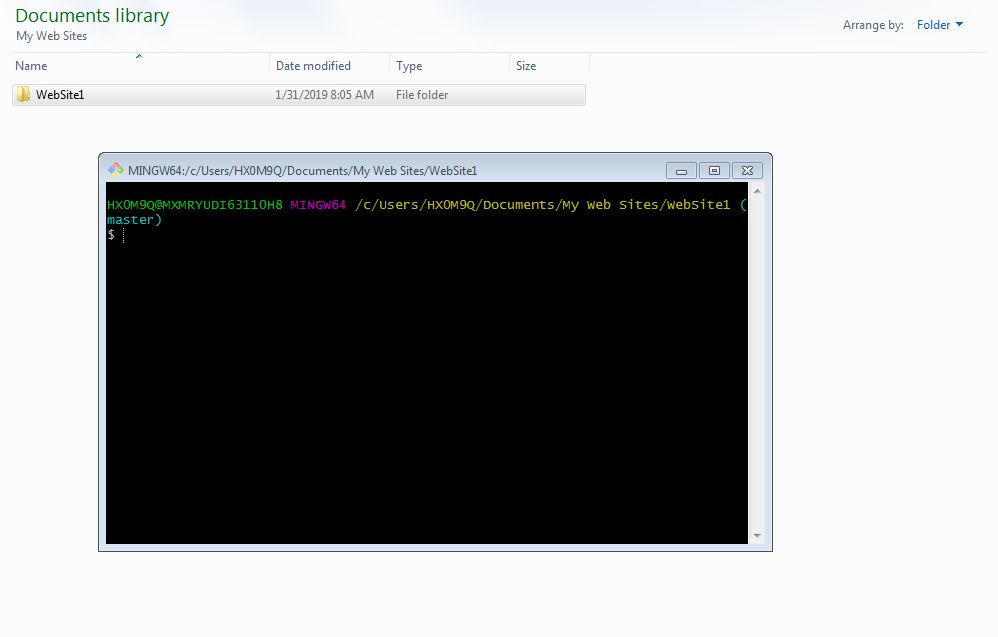 Documents library
My Web Sites
Arrange by: Folder
Name Date modified Type Size
WebSite1 1/31/2019 8:05 AM File folder
MINGW64:/c/Users/HX0M9Q/Documents/My Web Sites/WebSite1
HX0M9Q@MXMRYUDI6311OH8 MINGW64 /c/Users/HX0M9Q/Documents/My Web Sites/WebSite1 (
master)
$